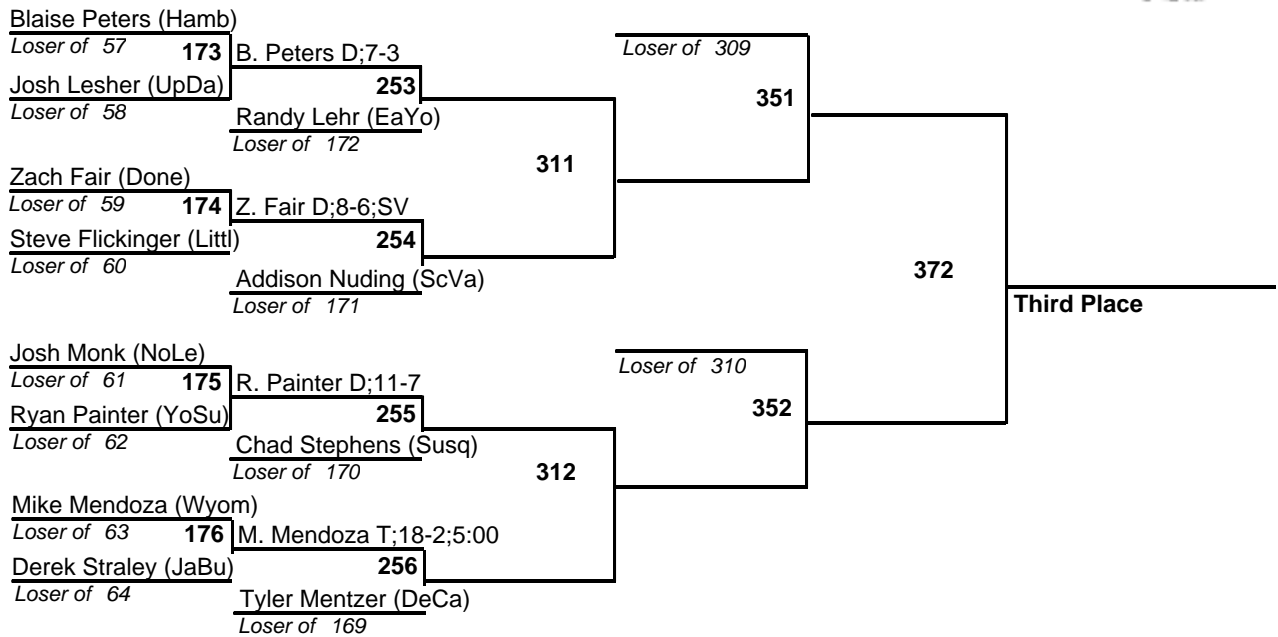 Blaise Peters (Hamb)
Loser of 57
173
B. Peters D;7-3
Loser of 309
Josh Lesher (UpDa)
253
351
Loser of 58
Randy Lehr (EaYo)
Loser of 172
311
Zach Fair (Done)
Loser of 59
174
Z. Fair D;8-6;SV
Steve Flickinger (Littl)
254
Loser of 60
372
Addison Nuding (ScVa)
Loser of 171
Third Place
Josh Monk (NoLe)
Loser of 61
175
R. Painter D;11-7
Loser of 310
Ryan Painter (YoSu)
255
352
Loser of 62
Chad Stephens (Susq)
Loser of 170
312
Mike Mendoza (Wyom)
Loser of 63
176
M. Mendoza T;18-2;5:00
Derek Straley (JaBu)
256
Loser of 64
Tyler Mentzer (DeCa)
Loser of 169